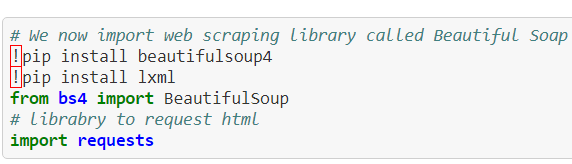 # We now import web scraping library called Beautiful Soap
!pip install beautifulsoup4
!pip install lxml
from bs4 import BeautifulSoup
# librabry to request html
import requests